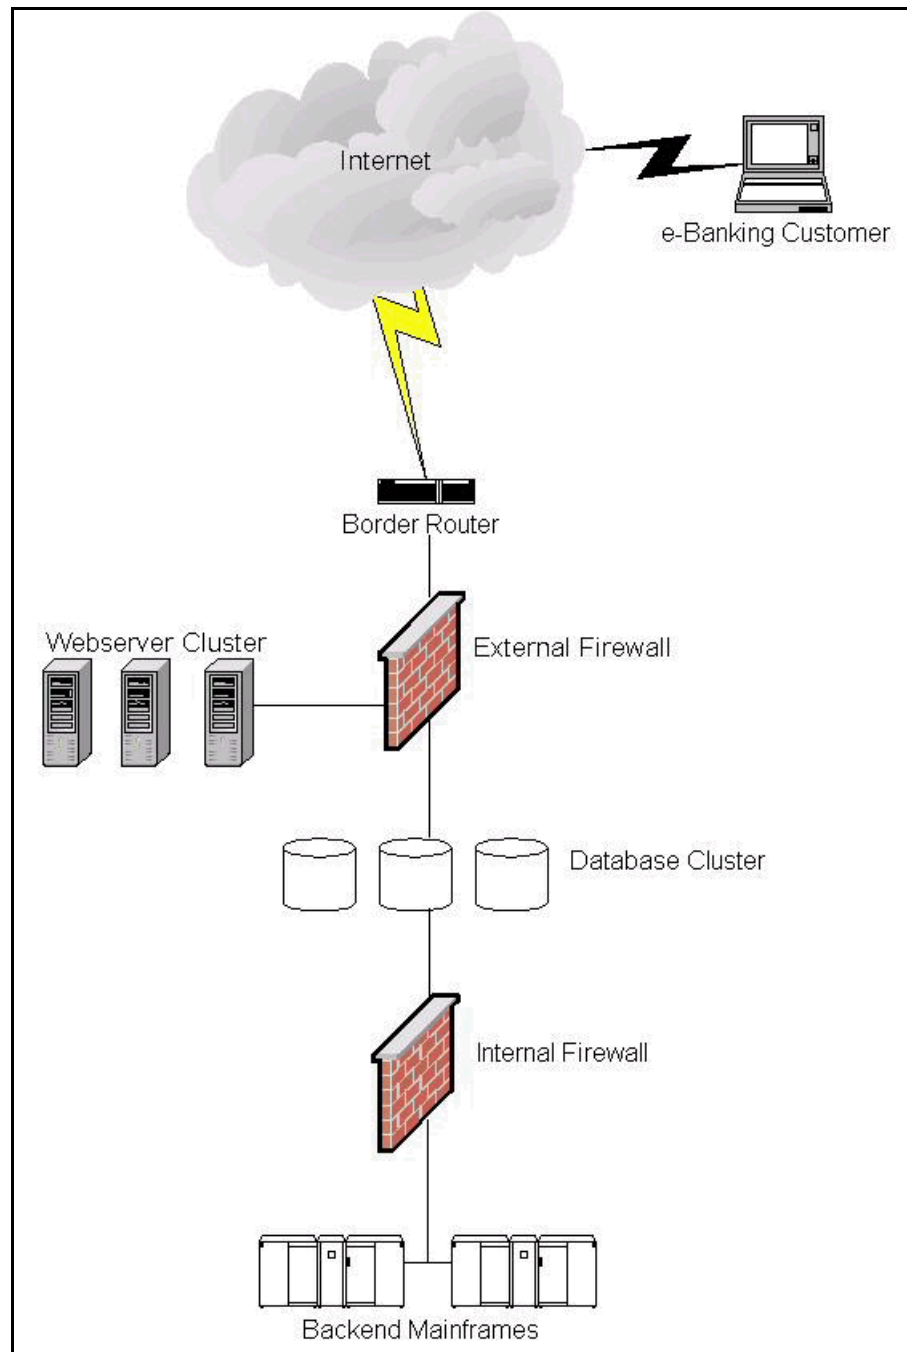 Internet
e-Banking Customer
Border Router
Webserver Cluster
External Firewall
Database Cluster
Internal Firewall
Backend Mainframes